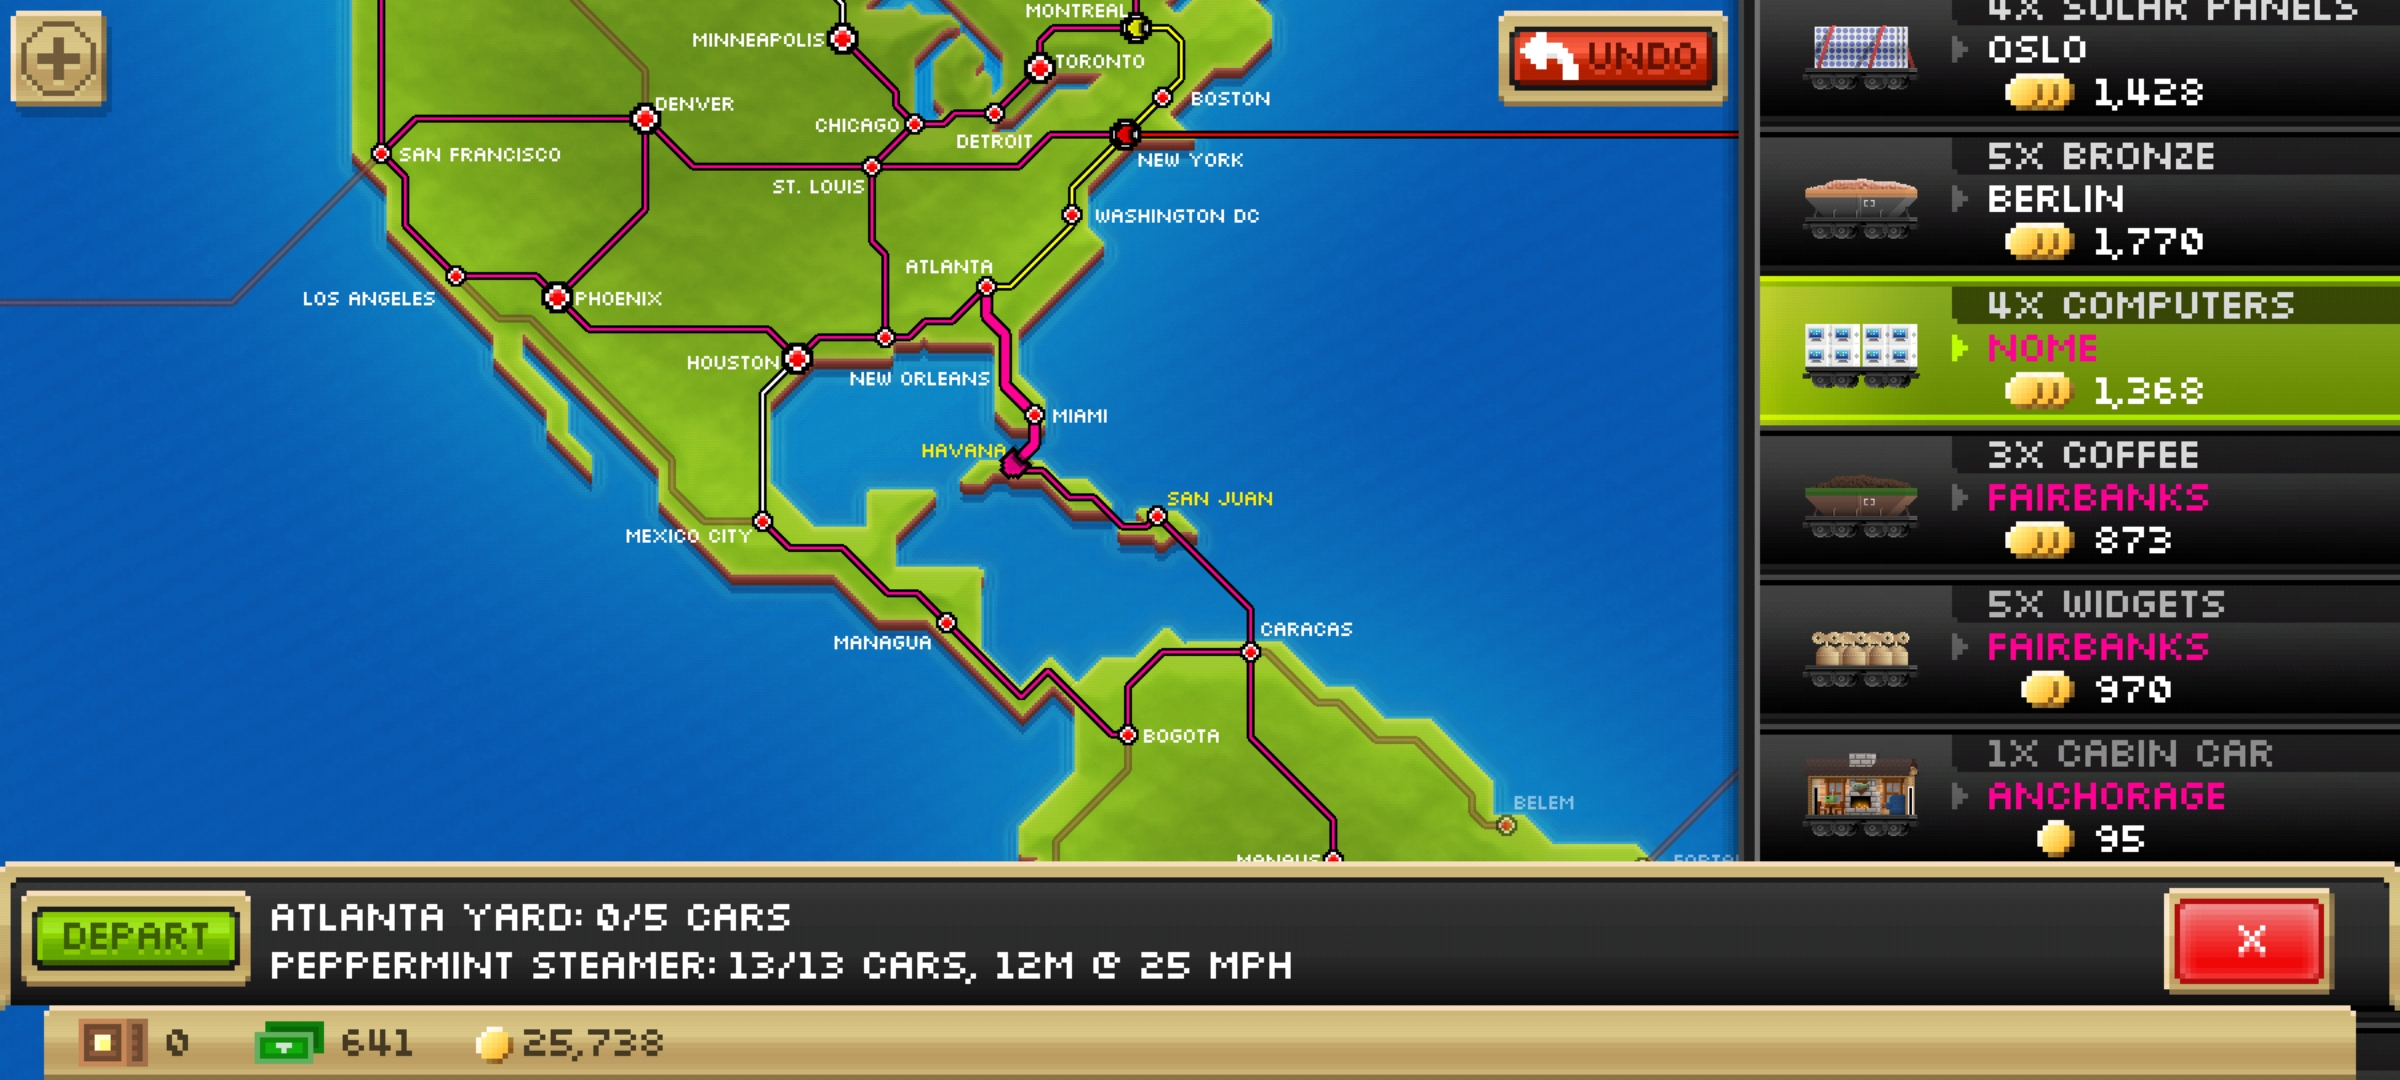 MONTREAL
MINNEAPOLIS
TORONTO
DENVER
BOSTON
CHICAGO
DETROIT
SAN FRANCISCO
NEW YORK
ST. LOUIS
WASHINGTON DC
ATLANTA
LOS ANGELES
PHOENIX
HOUSTON
NEW ORLEANS
MIAMI
HAVANA
SAN JUAN
MEXICO CITY
CARACAS
MANAGUA
BOGOTA
BELEM
MANAUS
UNDO
4X SOLAR PANELS
OSLO
1,428
5X BRONZE
BERLIN
1,770
4X COMPUTERS
NOME
1,368
3X COFFEE
FAIRBANKS
873
5X WIDGETS
FAIRBANKS
970
1X CABIN CAR
ANCHORAGE
95
DEPART
ATLANTA YARD: 0/5 CARS
PEPPERMINT STEAMER: 13/13 CARS, 12M @ 25 MPH
X
0
641
25,738